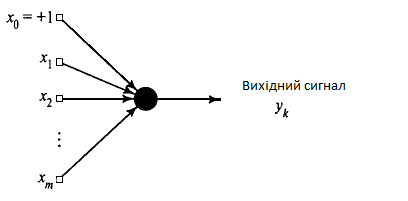 x₀ = +1
x₁
x₂
⋮
xₘ
Вихідний сигнал
yₖ